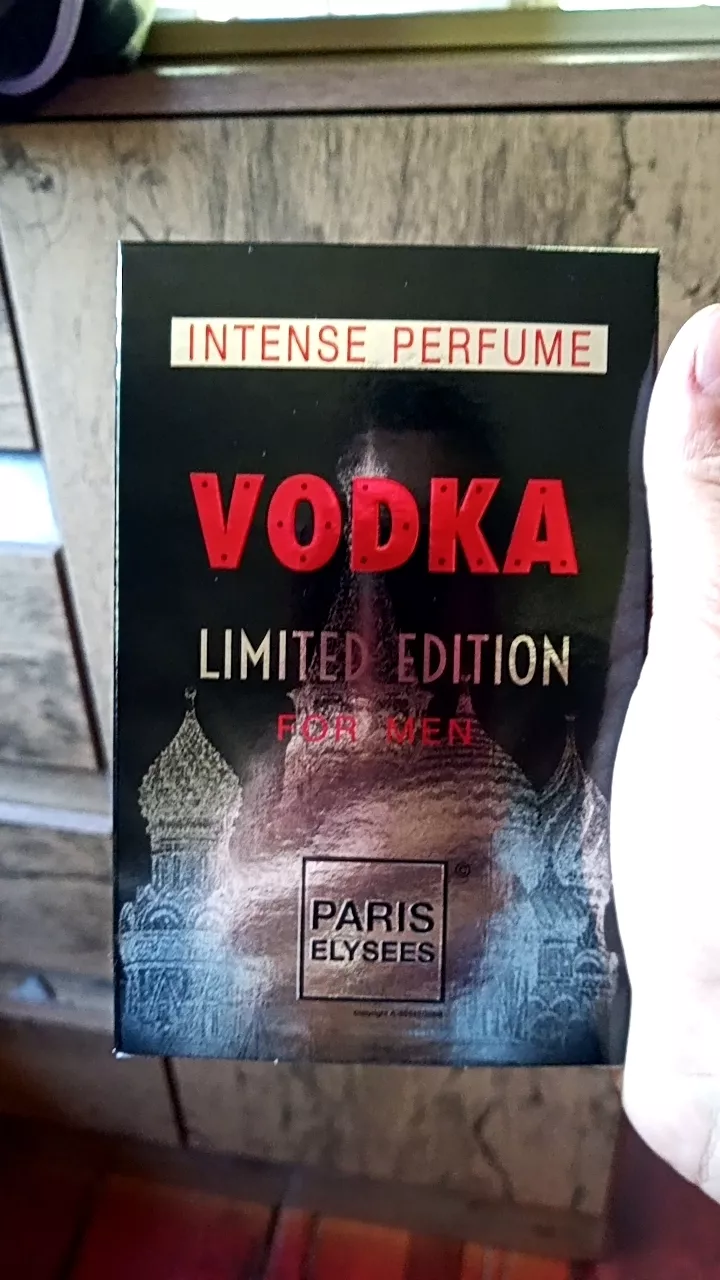 INTENSE PERFUME
VODKA
LIMITED EDITION
FOR MEN
©
PARIS
ELYSEES